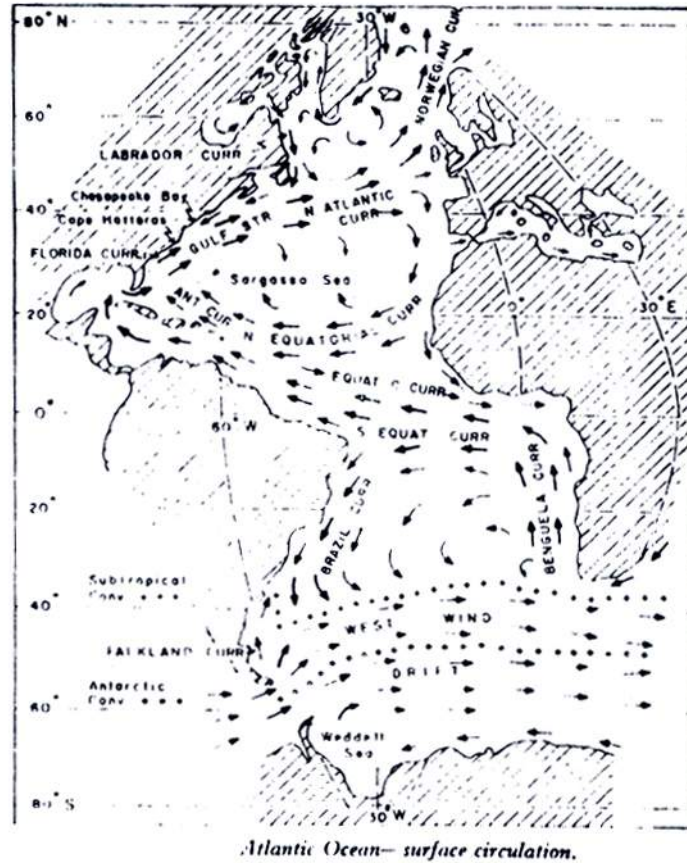 80°N
30°W
NORWEGIAN CUR
60°
LABRADOR CURR
Chesapeake Bay
40°
Cape Hatteras
GULF STR
N ATLANTIC
CURR
FLORIDA CURR
Sargasso Sea
ANT CUR
0°
30°E
20°
N EQUATORIAL CURR
EQUAT C CURR
0°
60°W
S EQUAT CURR
BRAZIL CURR
BENGUELA CURR
20°
Subtropical
Conv
40°
WEST WIND
FALKLAND CURR
DRIFT
Antarctic
Conv
60°
Weddell
Sea
80°S
30°W
Atlantic Ocean— surface circulation.